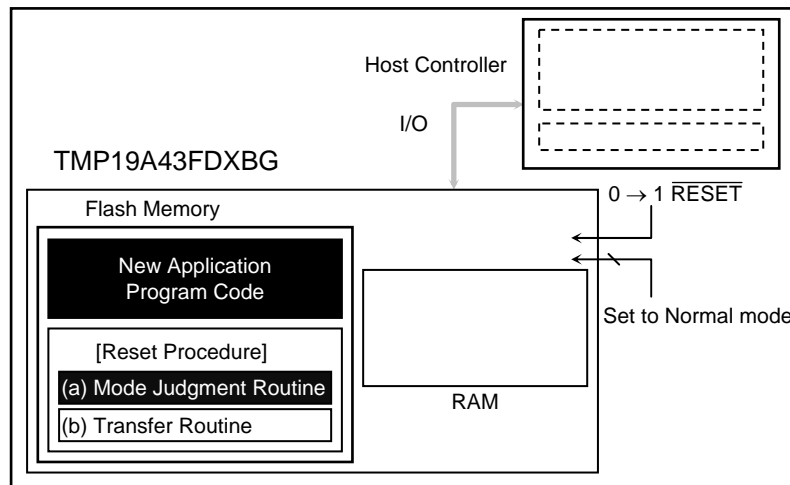 Host Controller
I/O
TMP19A43FDXBG
0 → 1 RESET
Flash Memory
New Application
Program Code
Set to Normal mode
[Reset Procedure]
(a) Mode Judgment Routine
RAM
(b) Transfer Routine